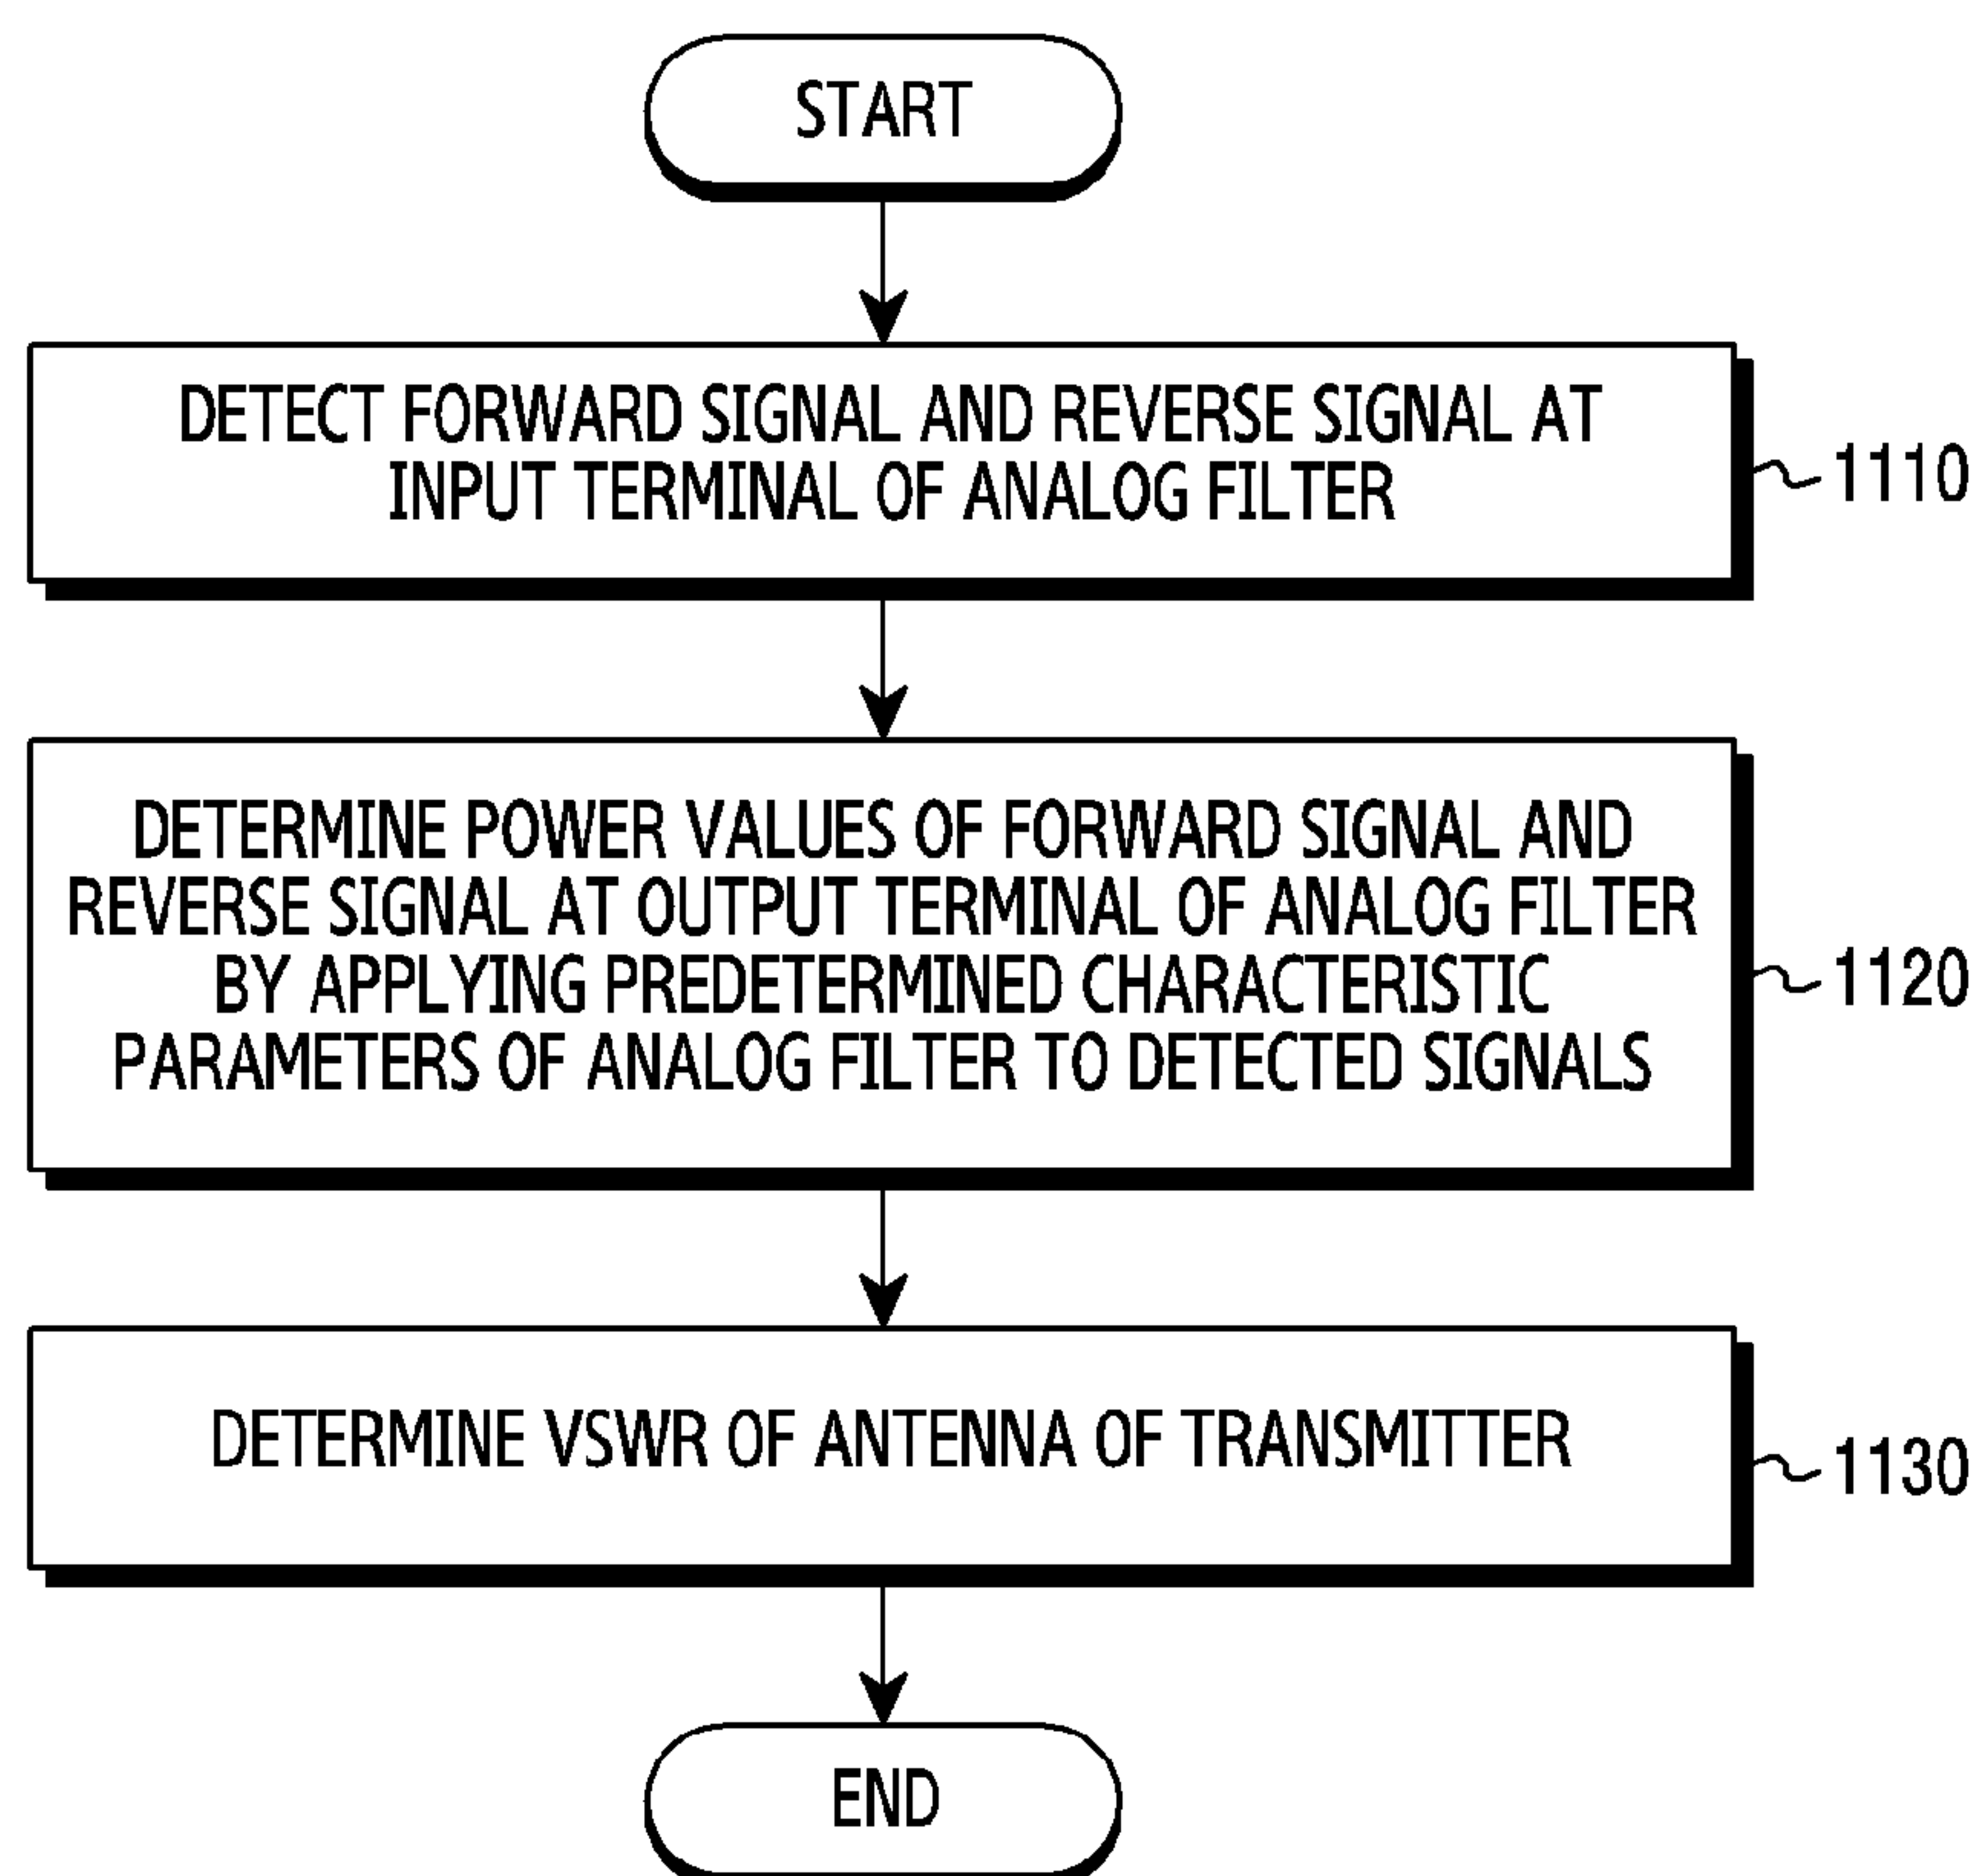 START
DETECT FORWARD SIGNAL AND REVERSE SIGNAL AT
INPUT TERMINAL OF ANALOG FILTER
1110
DETERMINE POWER VALUES OF FORWARD SIGNAL AND
REVERSE SIGNAL AT OUTPUT TERMINAL OF ANALOG FILTER
BY APPLYING PREDETERMINED CHARACTERISTIC
PARAMETERS OF ANALOG FILTER TO DETECTED SIGNALS
1120
DETERMINE VSWR OF ANTENNA OF TRANSMITTER
1130
END